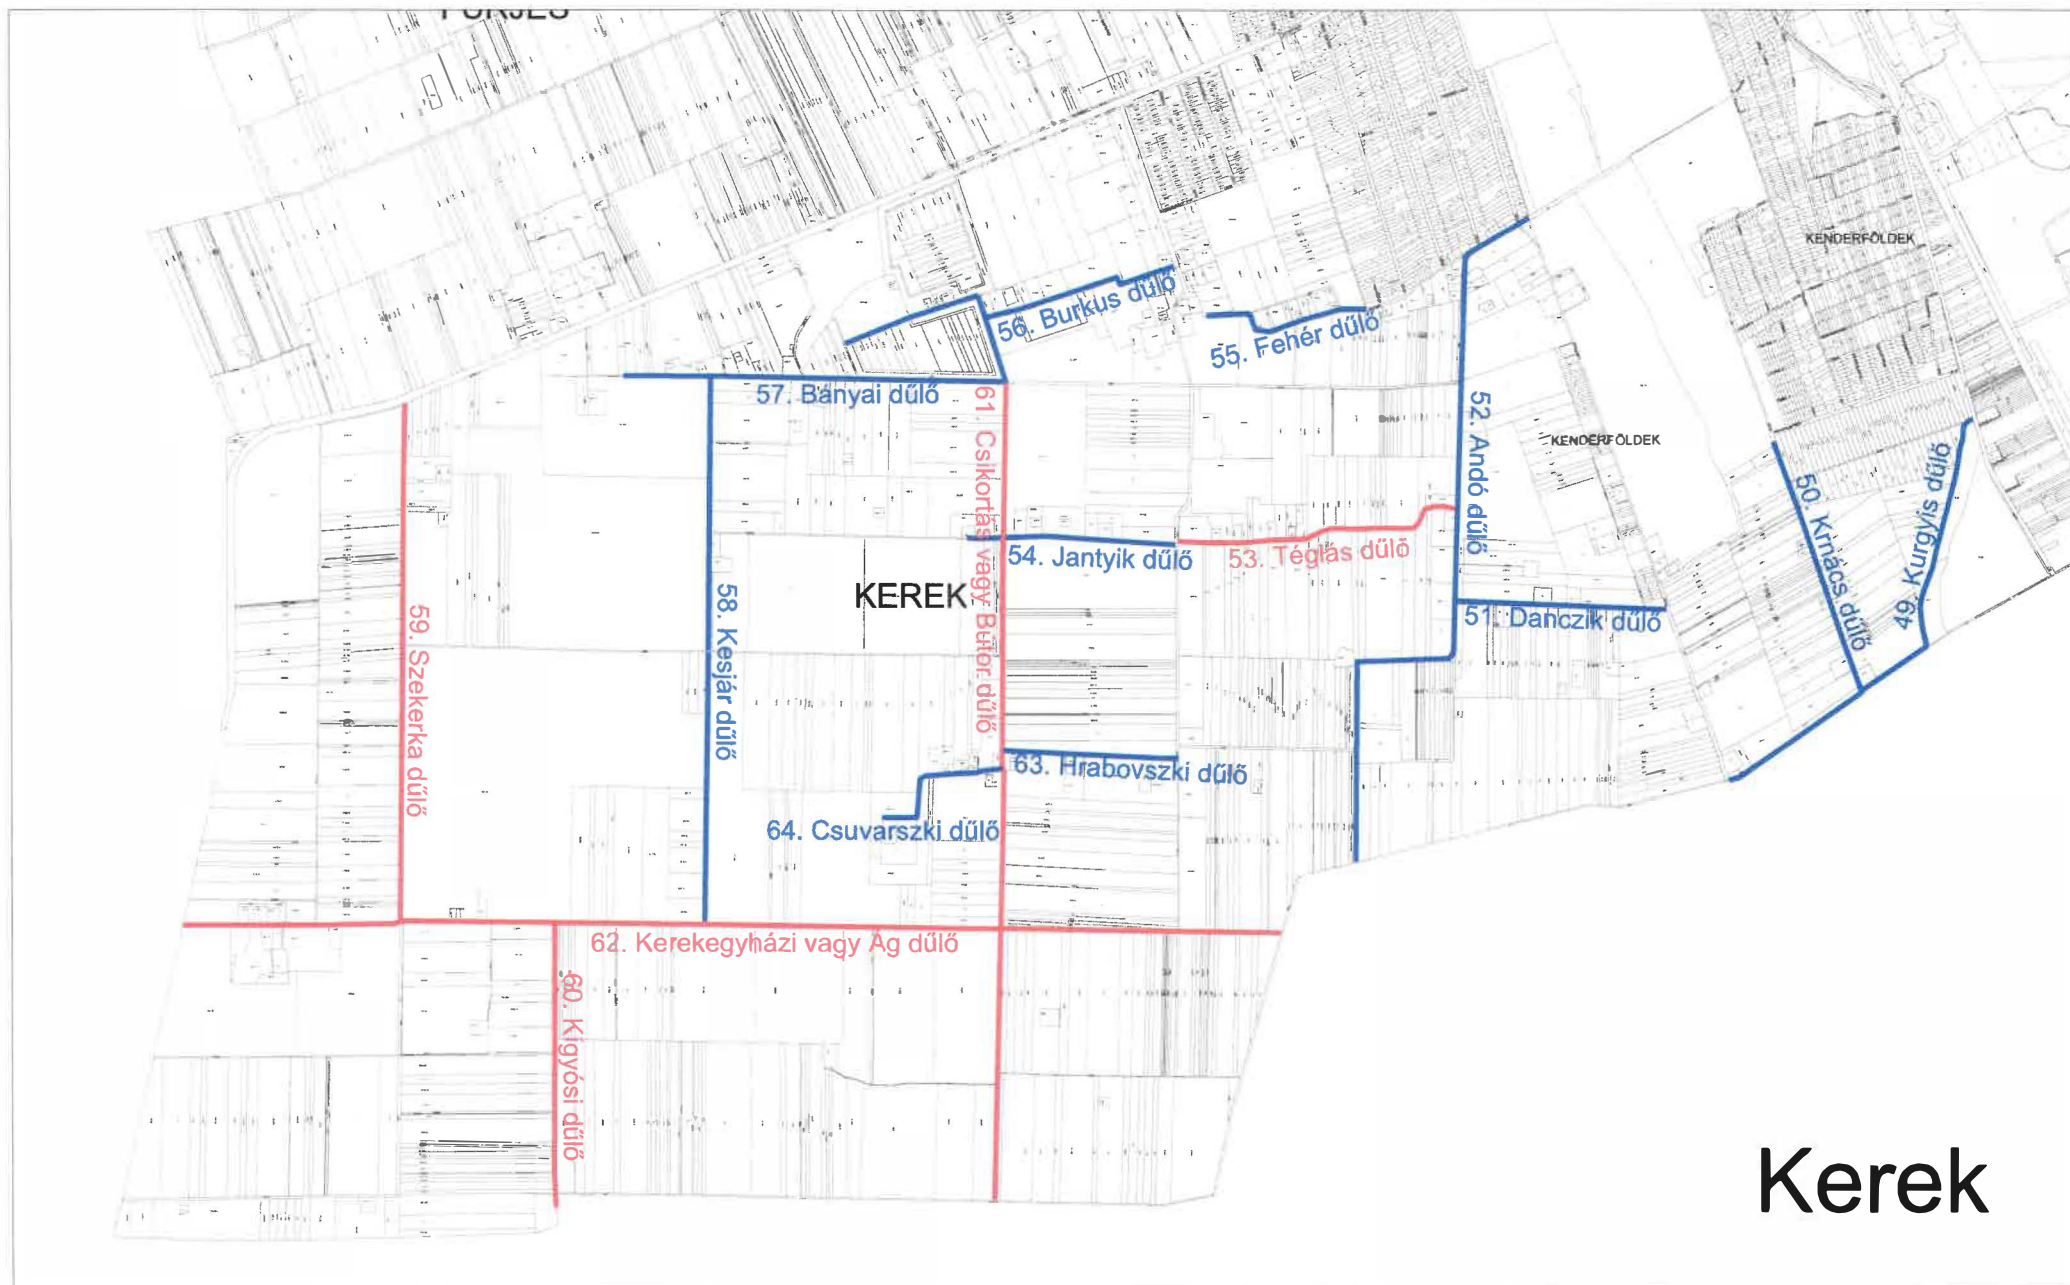 KENDERFÖLDEK
56. Burkus dűlő
55. Fehér dűlő
57. Bányai dűlő
61. Csikortás vagy Bútor dűlő
52. Andó dűlő
KENDERFÖLDEK
50. Krnács dűlő
49. Kurgyis dűlő
54. Jantyik dűlő
53. Téglás dűlő
KEREK
58. Kesjár dűlő
59. Szekerka dűlő
51. Danczik dűlő
63. Hrabovszki dűlő
64. Csuvarszki dűlő
62. Kerekegyházi vagy Ág dűlő
60. Kígyósi dűlő
Kerek